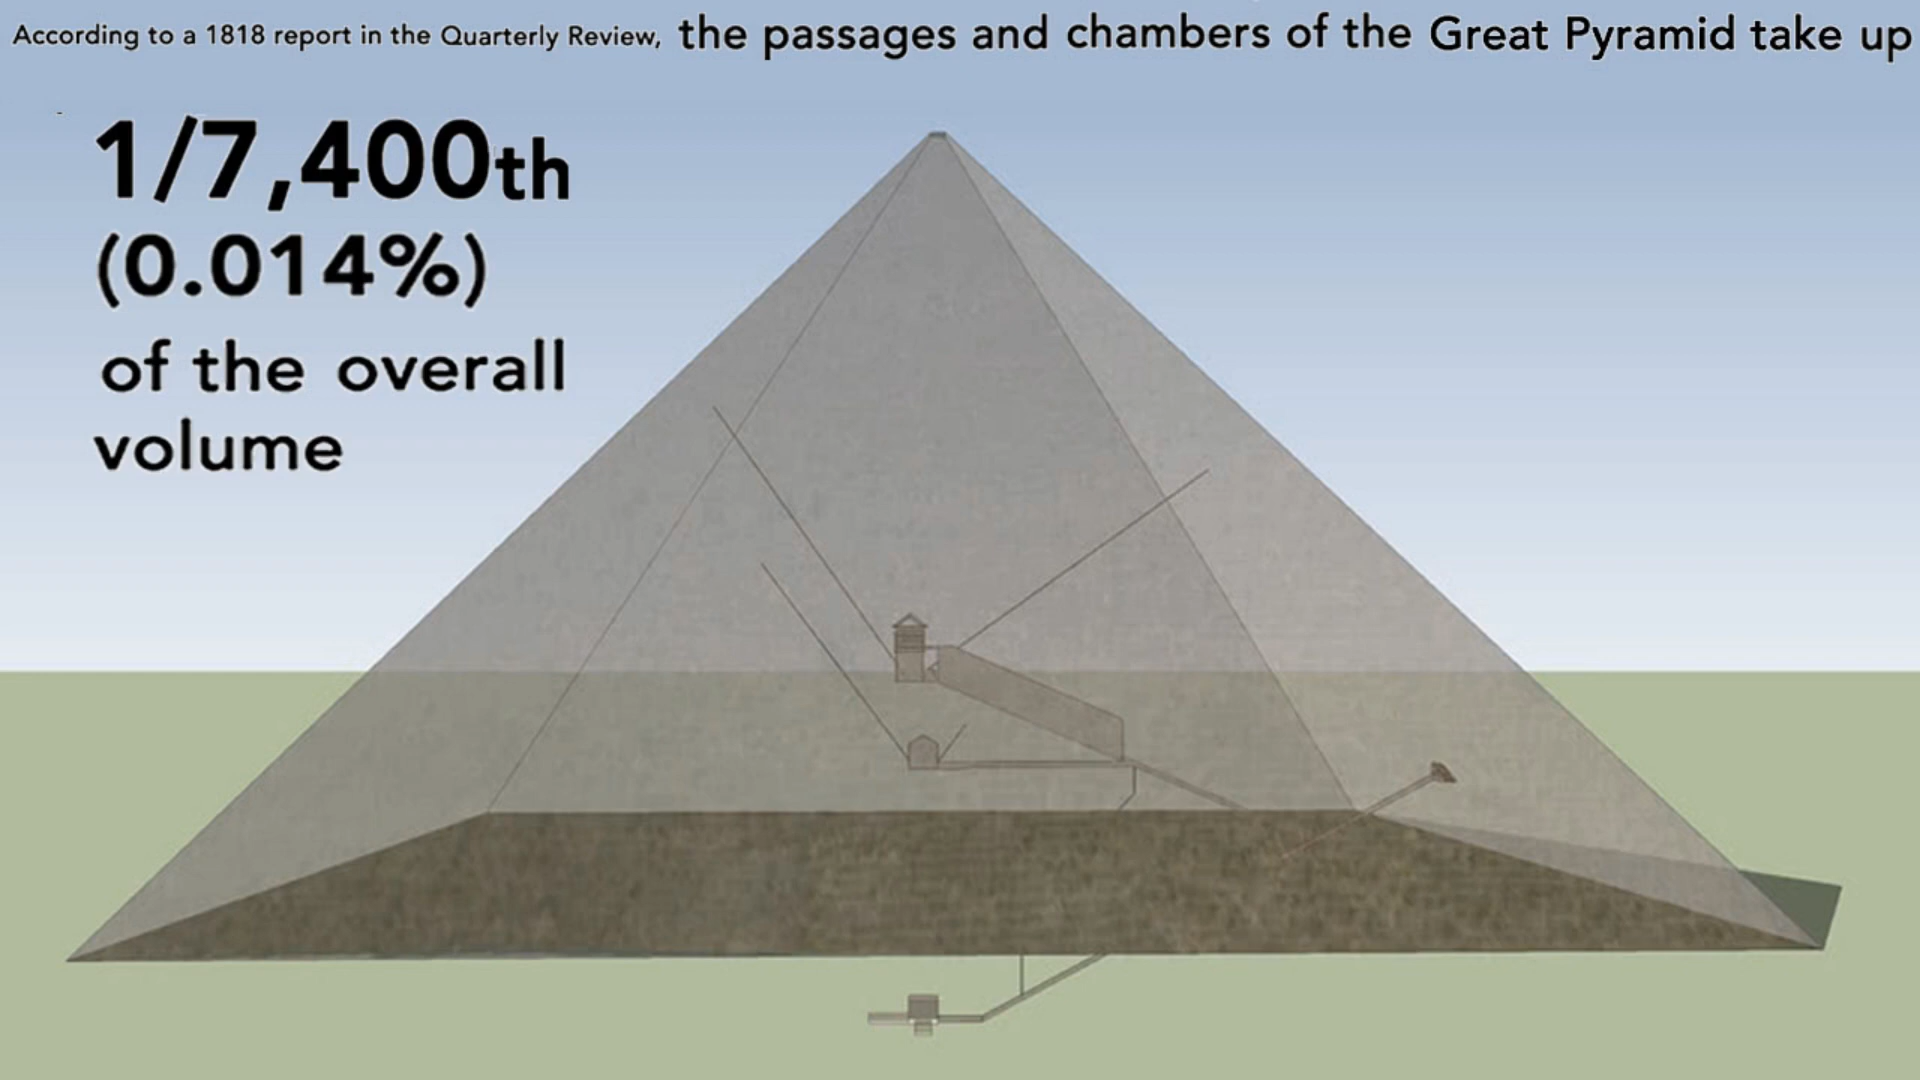 According to a 1818 report in the Quarterly Review, the passages and chambers of the Great Pyramid take up
1/7,400th
(0.014%)
of the overall
volume